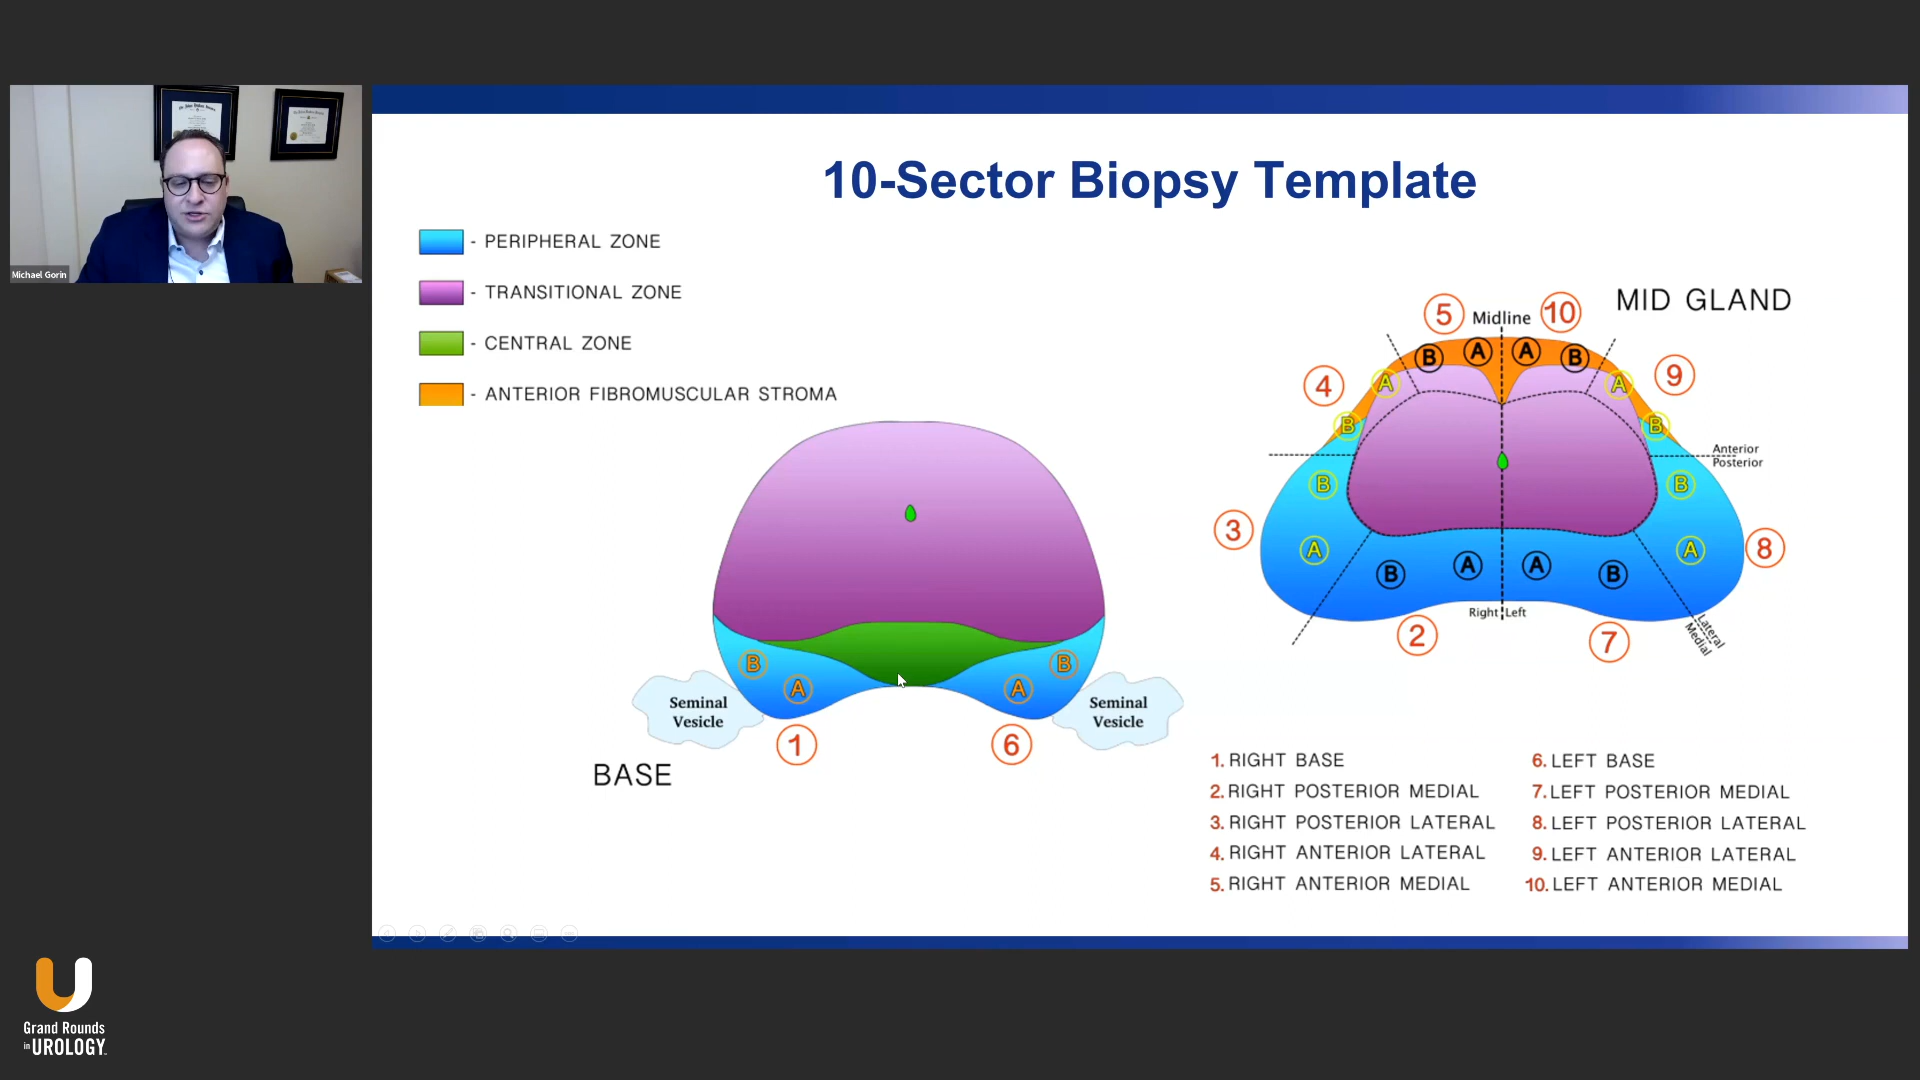 10-Sector Biopsy Template
- PERIPHERAL ZONE
- TRANSITIONAL ZONE
- CENTRAL ZONE
- ANTERIOR FIBROMUSCULAR STROMA
Michael Gorin
B
A
A
B
Seminal
Vesicle
Seminal
Vesicle
1
6
BASE
MID GLAND
5
Midline
10
B
A
A
B
4
A
A
9
B
B
Anterior
Posterior
B
B
3
A
A
8
B
A
A
B
Right
Left
Lateral
Medial
2
7
1. RIGHT BASE
2. RIGHT POSTERIOR MEDIAL
3. RIGHT POSTERIOR LATERAL
4. RIGHT ANTERIOR LATERAL
5. RIGHT ANTERIOR MEDIAL
6. LEFT BASE
7. LEFT POSTERIOR MEDIAL
8. LEFT POSTERIOR LATERAL
9. LEFT ANTERIOR LATERAL
10. LEFT ANTERIOR MEDIAL
Grand Rounds
in UROLOGY